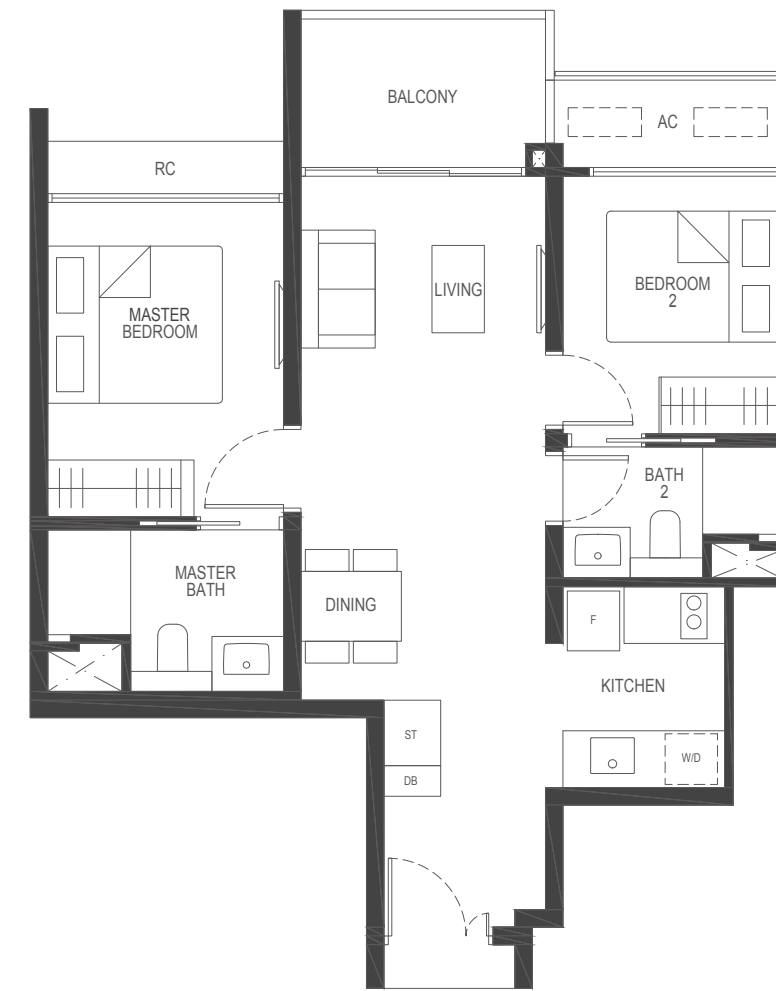 BALCONY
AC
RC
LIVING
BEDROOM
2
MASTER
BEDROOM
BATH
2
MASTER
BATH
DINING
F
KITCHEN
ST
W/D
DB